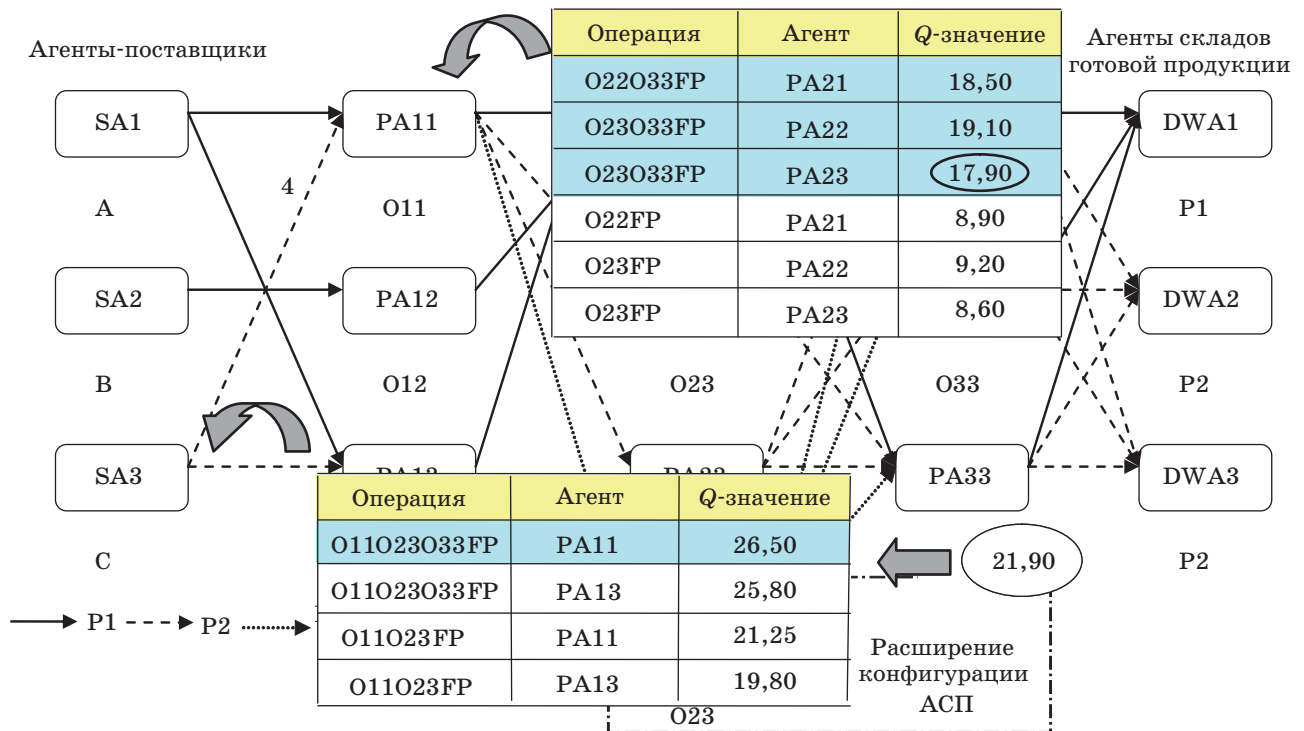 Агенты-поставщики
Операция Агент Q-значение
O22O33FP PA21 18,50
O23O33FP PA22 19,10
O23O33FP PA23 17,90
O22FP PA21 8,90
O23FP PA22 9,20
O23FP PA23 8,60
Агенты складов
готовой продукции
SA1 PA11 DWA1
4
A O11 P1
SA2 PA12 DWA2
B O12 O23 O33 P2
SA3 PA33 DWA3
C P2
Операция Агент Q-значение
O11O23O33FP PA11 26,50
O11O23O33FP PA13 25,80
O11O23FP PA11 21,25
O11O23FP PA13 19,80
21,90
P1 P2
Расширение
конфигурации
АСП
O23